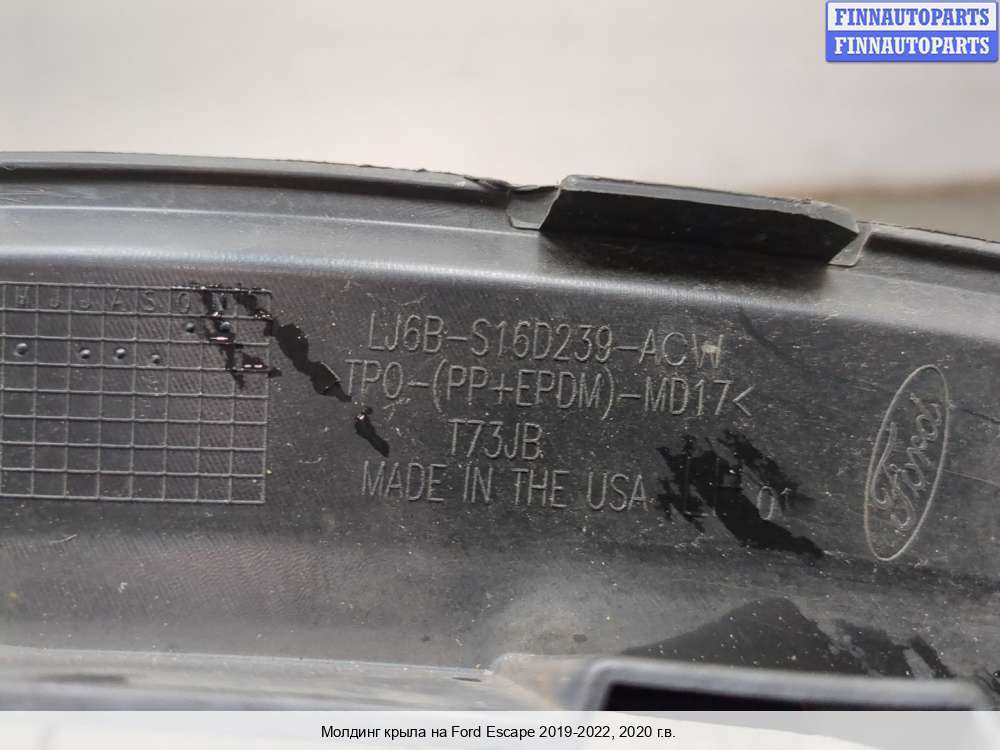 FINNAUTOPARTS
FINNAUTOPARTS
M J J A S O N
LJ6B-S16D239-ACW
TPO-(PP+EPDM)-MD17<
T73JB
MADE IN THE USA
01
Ford
Молдинг крыла на Ford Escape 2019-2022, 2020 г.в.